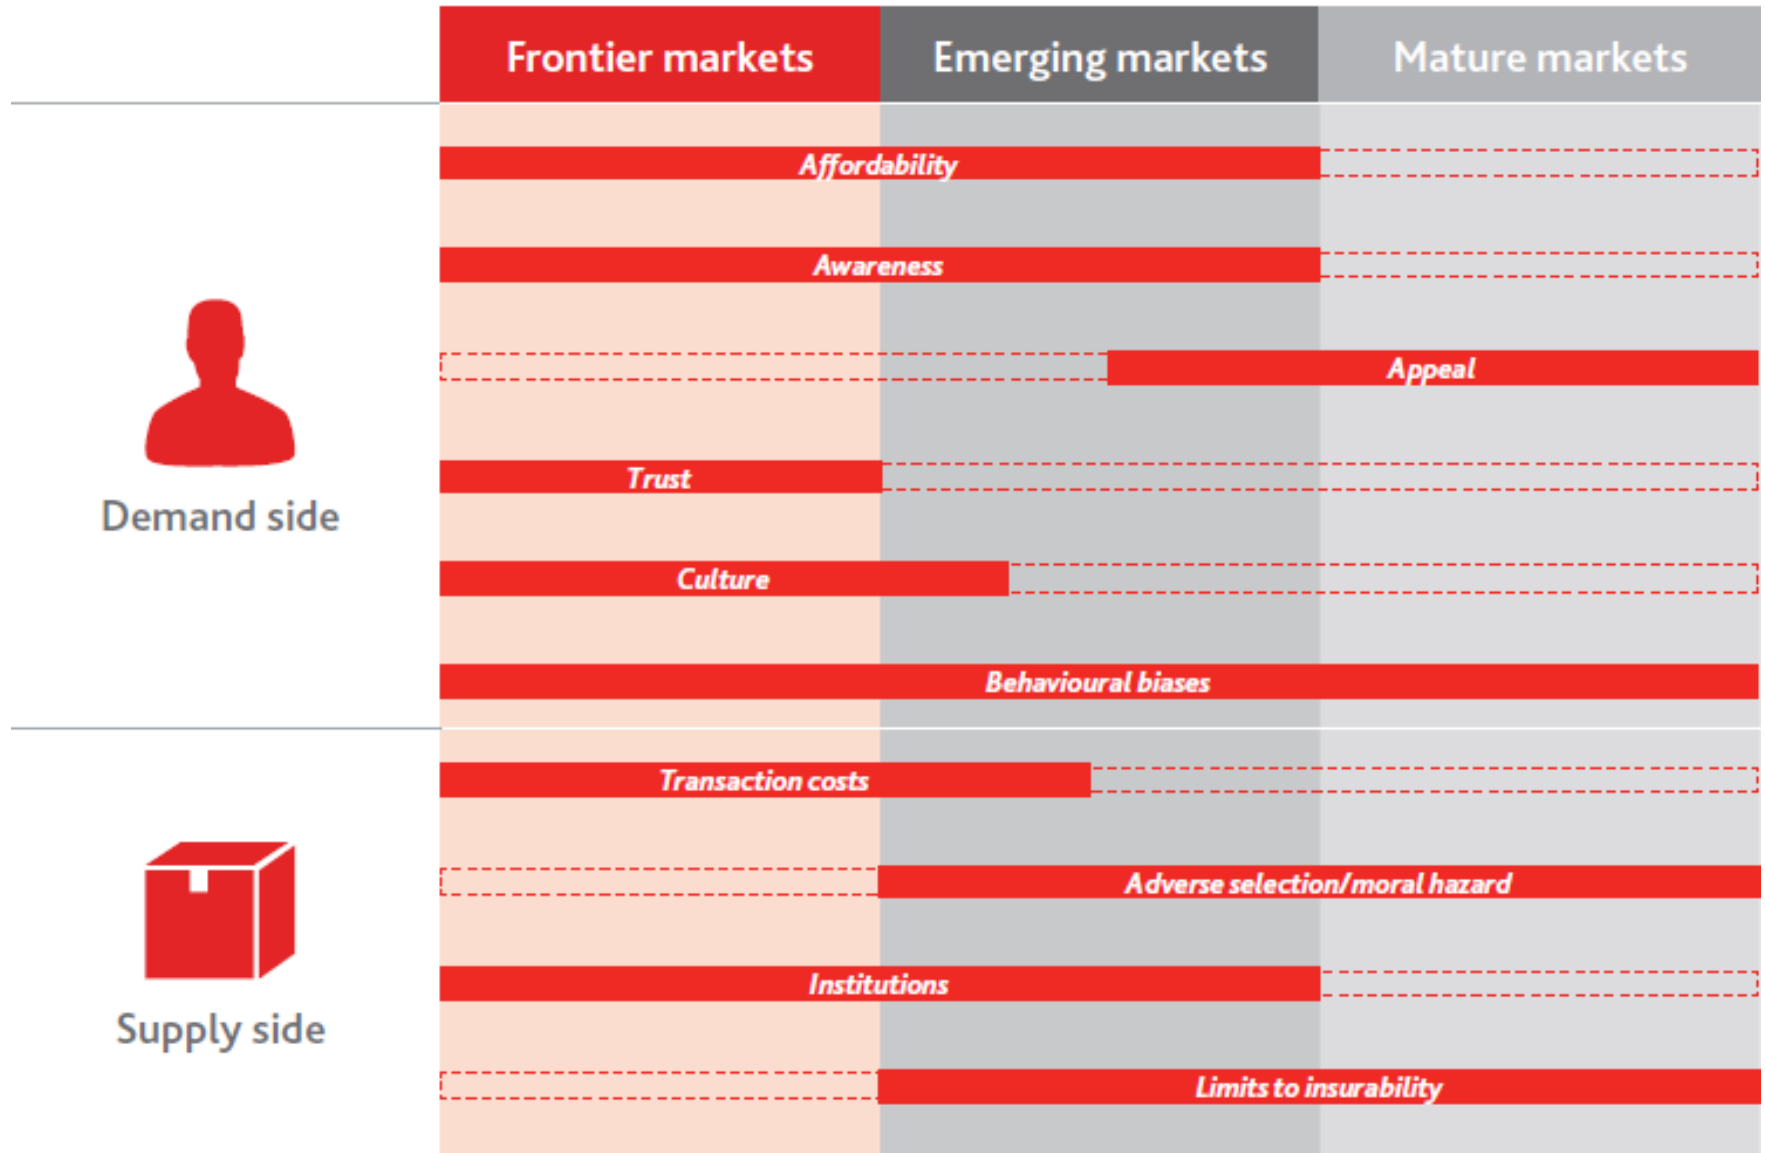 Frontier markets
Emerging markets
Mature markets
Affordability
Awareness
Appeal
Trust
Demand side
Culture
Behavioural biases
Transaction costs
Adverse selection/moral hazard
Institutions
Supply side
Limits to insurability